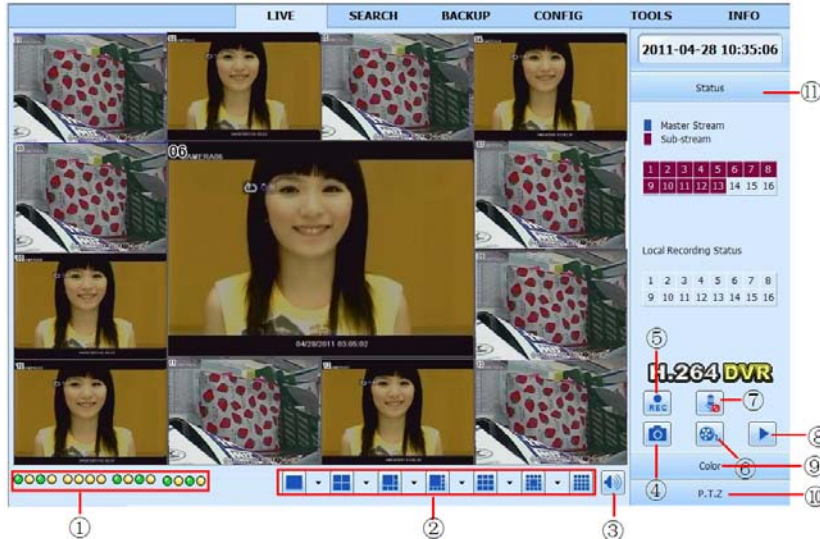 LIVE SEARCH BACKUP CONFIG TOOLS INFO
2011-04-28 10:35:06
Status
⑪
Master Stream
Sub-stream
1 2 3 4 5 6 7 8
9 10 11 12 13 14 15 16
Local Recording Status
1 2 3 4 5 6 7 8
9 10 11 12 13 14 15 16
06
CAMERA06
04/28/2011 03:05:02
⑤
H.264 DVR
REC
⑦
⑧
Color
⑨
④
⑥
P.T.Z
⑩
①
②
③